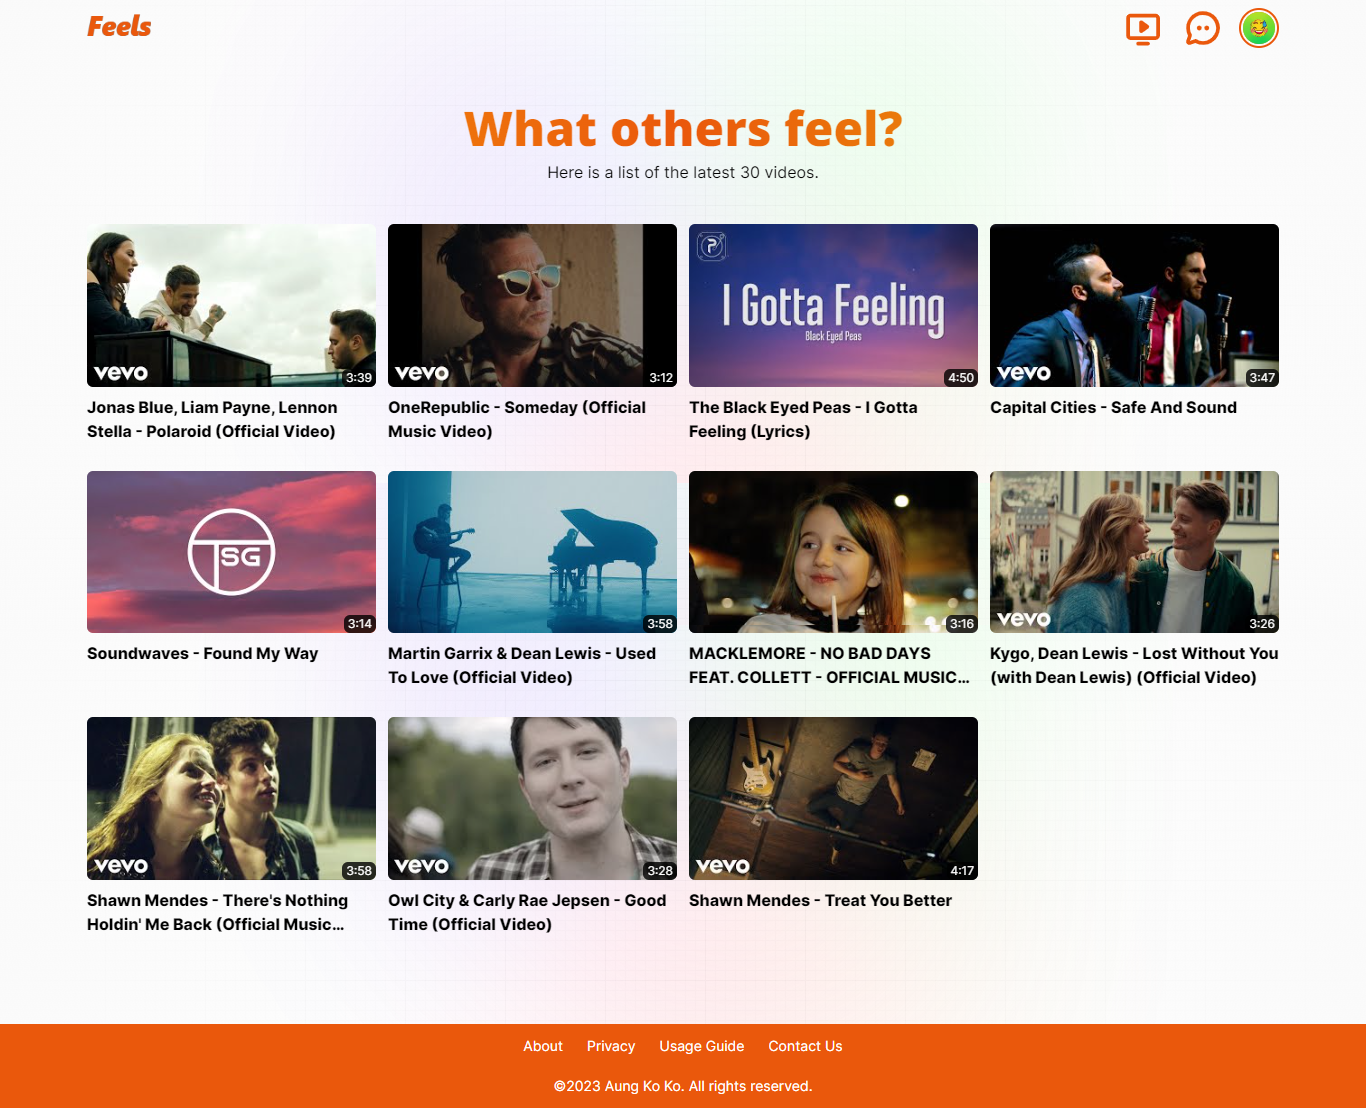 Feels
What others feel?
Here is a list of the latest 30 videos.
vevo
3:39
vevo
3:12
P
I Gotta Feeling
Black Eyed Peas
4:50
vevo
3:47
Jonas Blue, Liam Payne, Lennon
Stella - Polaroid (Official Video)
OneRepublic - Someday (Official
Music Video)
The Black Eyed Peas - I Gotta
Feeling (Lyrics)
Capital Cities - Safe And Sound
TSG
3:14
3:58
3:16
vevo
3:26
Soundwaves - Found My Way
Martin Garrix & Dean Lewis - Used
To Love (Official Video)
MACKLEMORE - NO BAD DAYS
FEAT. COLLETT - OFFICIAL MUSIC...
Kygo, Dean Lewis - Lost Without You
(with Dean Lewis) (Official Video)
vevo
3:58
vevo
3:28
vevo
4:17
Shawn Mendes - There's Nothing
Holdin' Me Back (Official Music...
Owl City & Carly Rae Jepsen - Good
Time (Official Video)
Shawn Mendes - Treat You Better
About Privacy Usage Guide Contact Us
©2023 Aung Ko Ko. All rights reserved.